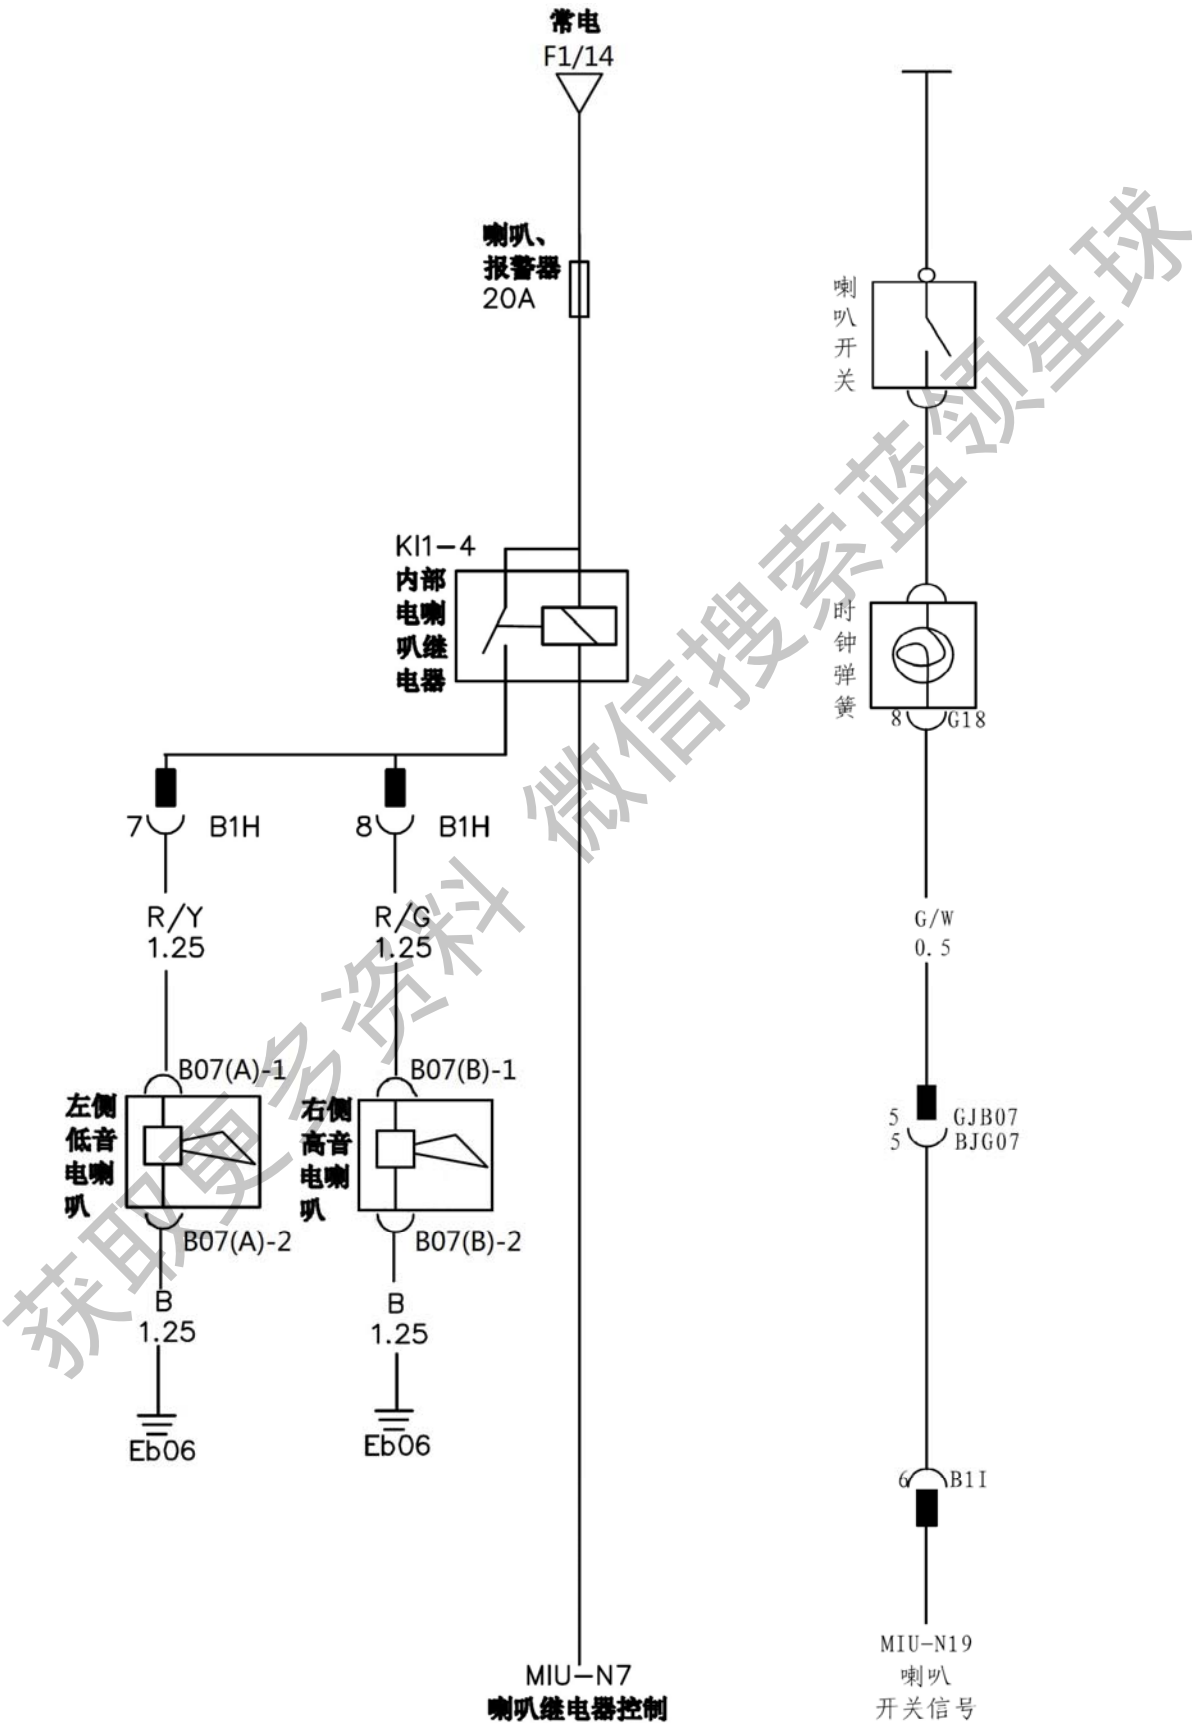 常电
F1/14
喇叭、
报警器
20A
喇
叭
开
关
KI1-4
内部
电喇
叭继
电器
时
钟
弹
簧
8 G18
7 B1H
8 B1H
R/Y
1.25
R/G
1.25
G/W
0.5
B07(A)-1
B07(B)-1
左侧
低音
电喇
叭
右侧
高音
电喇
叭
5 GJB07
5 BJG07
B07(A)-2
B07(B)-2
B
1.25
B
1.25
Eb06
Eb06
6 B1I
MIU-N7
喇叭继电器控制
MIU-N19
喇叭
开关信号
获取更多资料 微信搜索蓝领星球